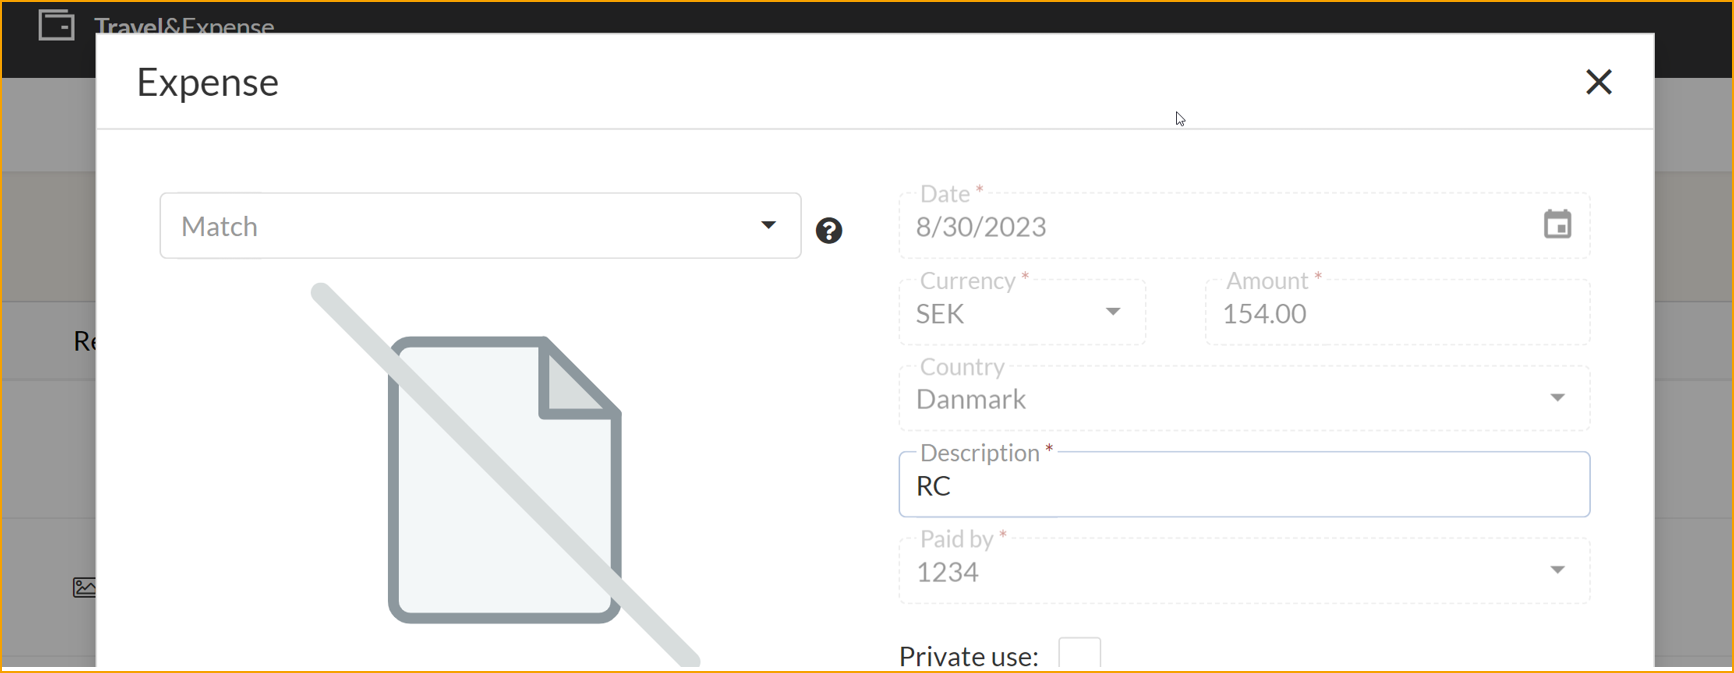 Travel&Expense
Expense
Match
?
Date *
8/30/2023
Currency *
SEK
Amount *
154.00
Country
Danmark
Description *
RC
Paid by *
1234
Re
Private use: